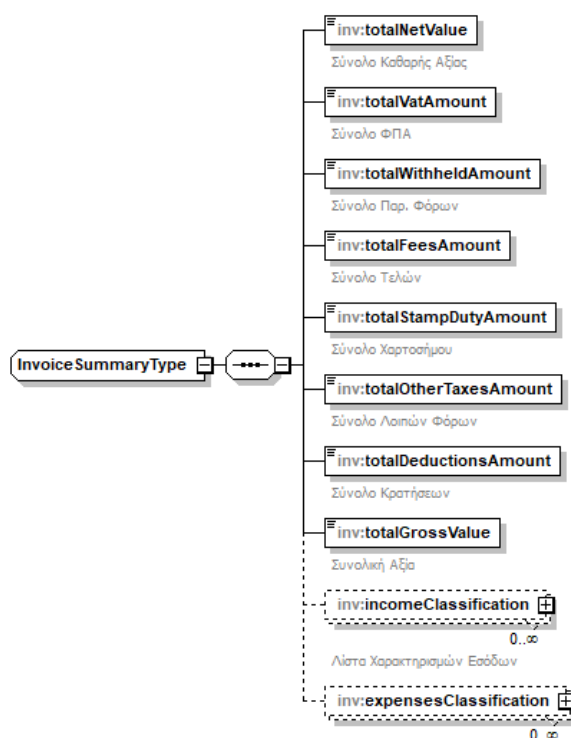 inv:totalNetValue
Σύνολο Καθαρής Αξίας
inv:totalVatAmount
Σύνολο ΦΠΑ
inv:totalWithheldAmount
Σύνολο Παρ. Φόρων
inv:totalFeesAmount
Σύνολο Τελών
inv:totalStampDutyAmount
Σύνολο Χαρτοσήμου
InvoiceSummaryType
inv:totalOtherTaxesAmount
Σύνολο Λοιπών Φόρων
inv:totalDeductionsAmount
Σύνολο Κρατήσεων
inv:totalGrossValue
Συνολική Αξία
inv:incomeClassification
0..∞
Λίστα Χαρακτηρισμών Εσόδων
inv:expensesClassification
0..∞